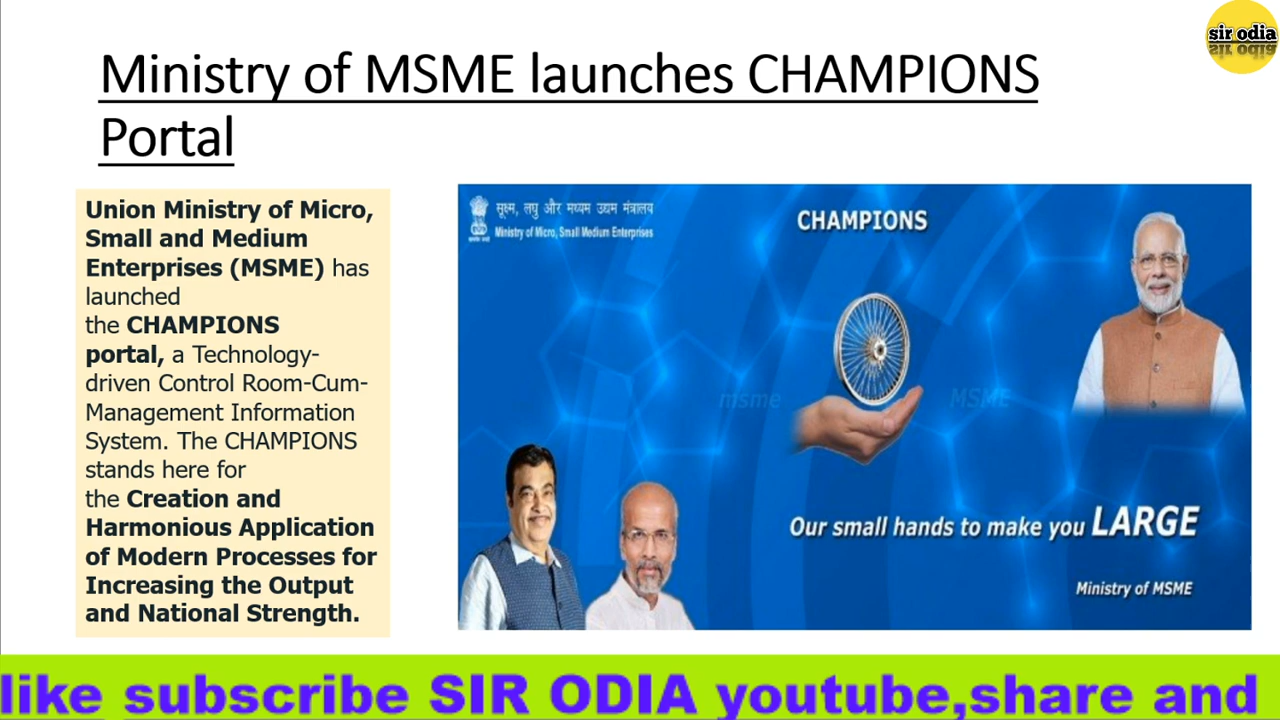 sir odia
Ministry of MSME launches CHAMPIONS
Portal
Union Ministry of Micro,
Small and Medium
Enterprises (MSME) has
launched
the CHAMPIONS
portal, a Technology-
driven Control Room-Cum-
Management Information
System. The CHAMPIONS
stands here for
the Creation and
Harmonious Application
of Modern Processes for
Increasing the Output
and National Strength.
सूक्ष्म, लघु और मध्यम उद्यम मंत्रालय
Ministry of Micro, Small Medium Enterprises
CHAMPIONS
msme
MSME
Our small hands to make you LARGE
Ministry of MSME
like subscribe SIR ODIA youtube,share and